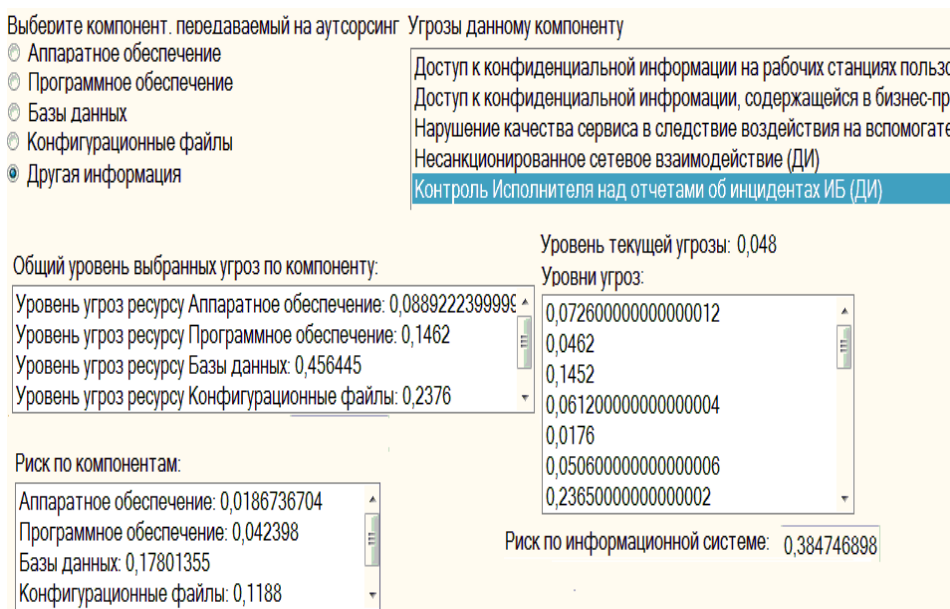 Выберите компонент, передаваемый на аутсорсинг
Аппаратное обеспечение
Программное обеспечение
Базы данных
Конфигурационные файлы
Другая информация
Угрозы данному компоненту
Доступ к конфиденциальной информации на рабочих станциях пользо
Доступ к конфиденциальной инфромации, содержащейся в бизнес-пр
Нарушение качества сервиса в следствие воздействия на вспомогате
Несанкционированное сетевое взаимодействие (ДИ)
Контроль Исполнителя над отчетами об инцидентах ИБ (ДИ)
Общий уровень выбранных угроз по компоненту:
Уровень угроз ресурсу Аппаратное обеспечение: 0,0889222399999
Уровень угроз ресурсу Программное обеспечение: 0,1462
Уровень угроз ресурсу Базы данных: 0,456445
Уровень угроз ресурсу Конфигурационные файлы: 0,2376
Уровень текущей угрозы: 0,048
Уровни угроз:
0,072600000000000012
0,0462
0,1452
0,061200000000000004
0,0176
0,050600000000000006
0,23650000000000002
Риск по компонентам:
Аппаратное обеспечение: 0,0186736704
Программное обеспечение: 0,042398
Базы данных: 0,17801355
Конфигурационные файлы: 0,1188
Риск по информационной системе: 0,384746898